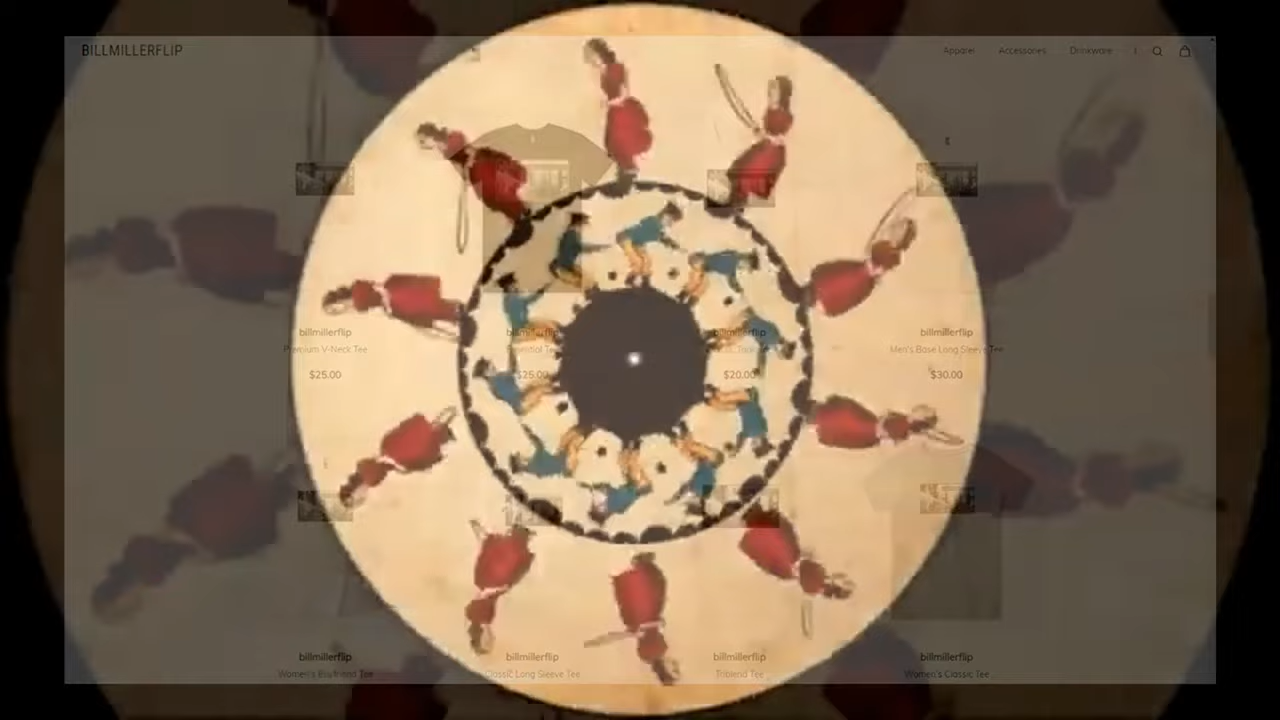 BILLMILLERFLIP
Apparel Accessories Drinkware
billmillerflip billmillerflip billmillerflip billmillerflip
Premium V-Neck Tee Men's Base Long Sleeve Tee
$25.00 $25.00 $20.00 $30.00
billmillerflip billmillerflip billmillerflip billmillerflip
Women's Boyfriend Tee Classic Long Sleeve Tee Triblend Tee Women's Classic Tee